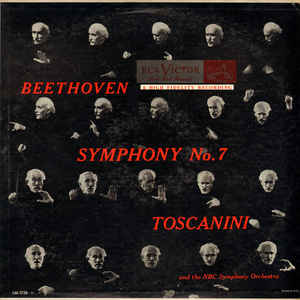 RCA VICTOR
A HIGH FIDELITY RECORDING
BEETHOVEN
SYMPHONY No. 7
TOSCANINI
and the NBC Symphony Orchestra